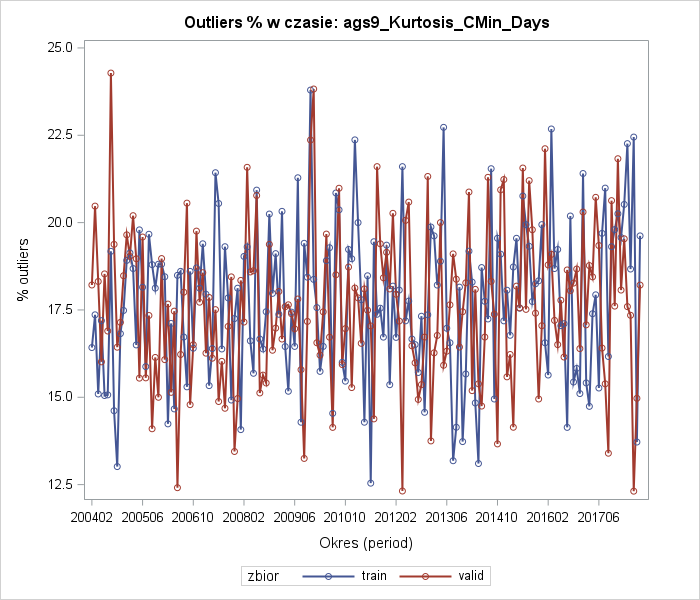 Outliers % w czasie: ags9_Kurtosis_CMin_Days
% outliers
25.0
22.5
20.0
17.5
15.0
12.5
200402 200506 200610 200802 200906 201010 201202 201306 201410 201602 201706
Okres (period)
zbior train valid